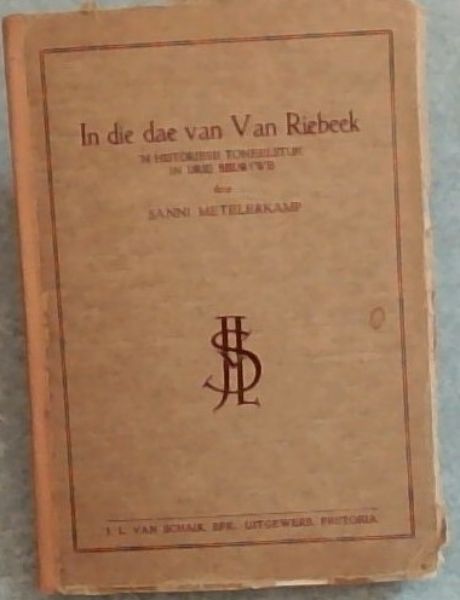 In die dae van Van Riebeek
'N HISTORIESE TONEELSTUK
IN DRIE BEDRYWE
deur
SANNI METELERKAMP
J. L. VAN SCHAIK BPK. UITGEWERS, PRETORIA